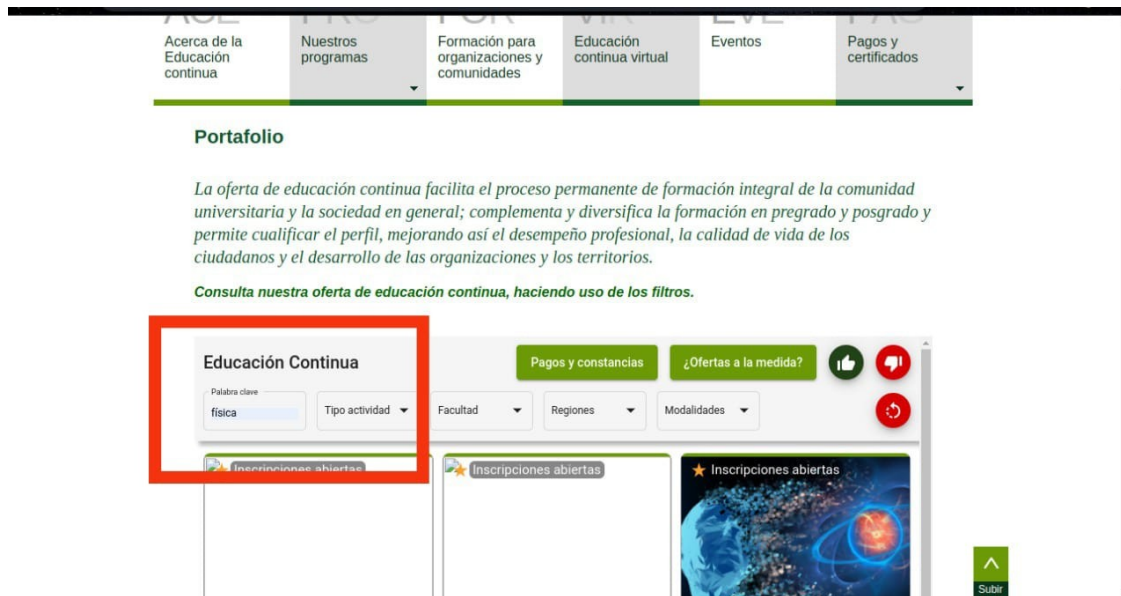 Acerca de la
Educación
continua
Nuestros
programas
Formación para
organizaciones y
comunidades
Educación
continua virtual
Eventos
Pagos y
certificados
Portafolio
La oferta de educación continua facilita el proceso permanente de formación integral de la comunidad
universitaria y la sociedad en general; complementa y diversifica la formación en pregrado y posgrado y
permite cualificar el perfil, mejorando así el desempeño profesional, la calidad de vida de los
ciudadanos y el desarrollo de las organizaciones y los territorios.
Consulta nuestra oferta de educación continua, haciendo uso de los filtros.
Educación Continua
Pagos y constancias
¿Ofertas a la medida?
Palabra clave
física
Tipo actividad
Facultad
Regiones
Modalidades
Inscripciones abiertas
Inscripciones abiertas
Inscripciones abiertas
Subir